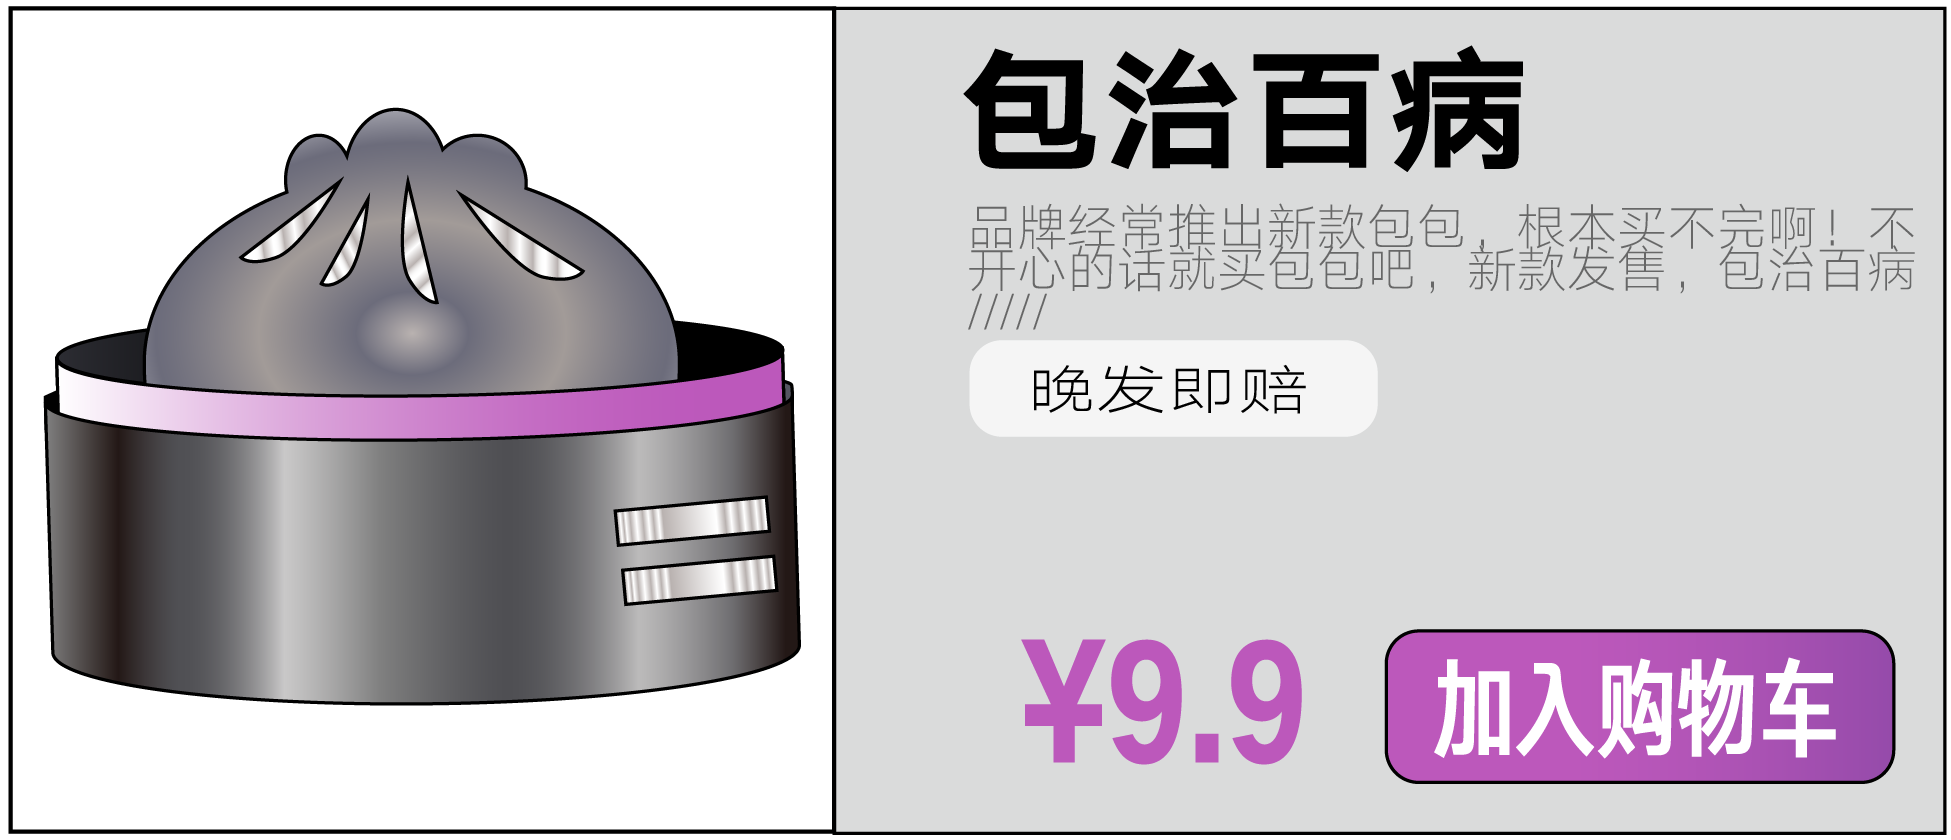 包治百病
品牌经常推出新款包包，根本买不完啊！不
开心的话就买包包吧，新款发售，包治百病
/////
晚发即赔
¥9.9
加入购物车